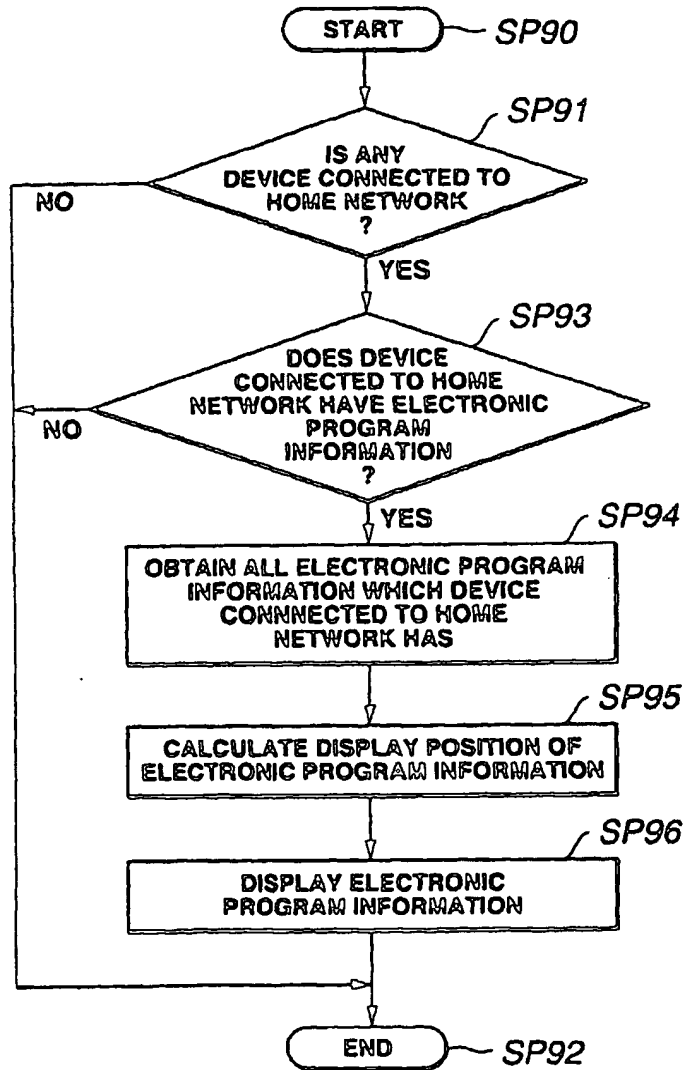 START
SP90
SP91
IS ANY
DEVICE CONNECTED TO
HOME NETWORK
?
NO
YES
SP93
DOES DEVICE
CONNECTED TO HOME
NETWORK HAVE ELECTRONIC
PROGRAM
INFORMATION
?
NO
YES
SP94
OBTAIN ALL ELECTRONIC PROGRAM
INFORMATION WHICH DEVICE
CONNNECTED TO HOME
NETWORK HAS
SP95
CALCULATE DISPLAY POSITION OF
ELECTRONIC PROGRAM INFORMATION
SP96
DISPLAY ELECTRONIC
PROGRAM INFORMATION
END
SP92